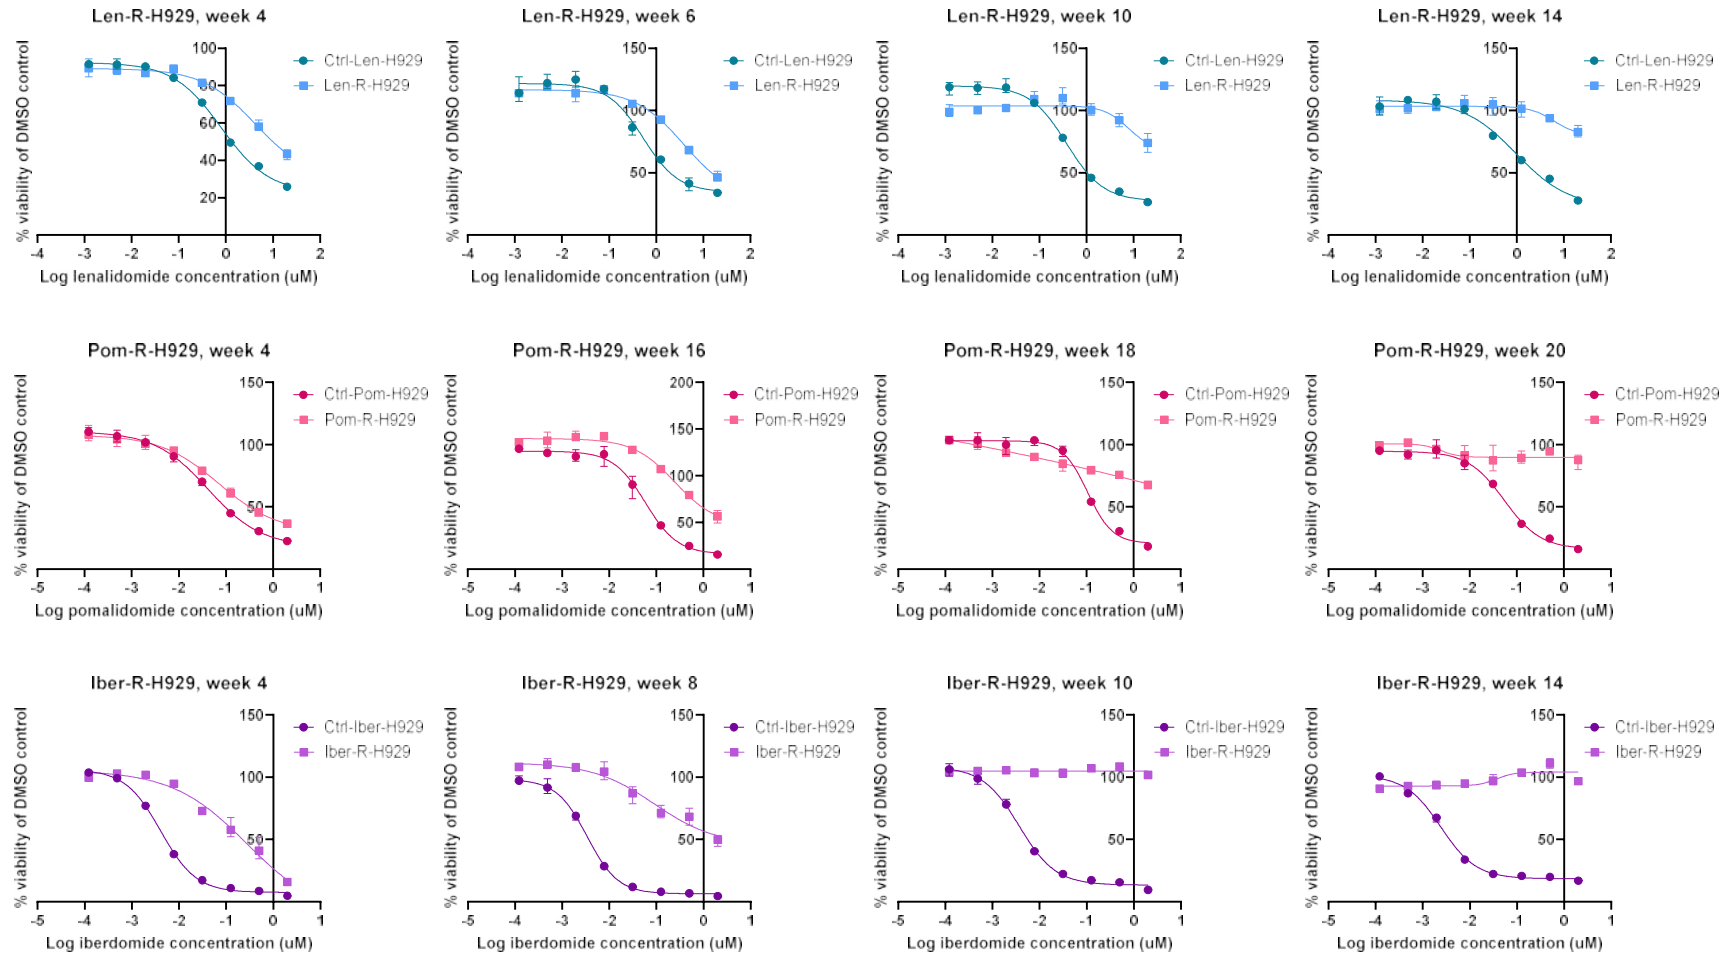 Len-R-H929, week 4
% viability of DMSO control
100
80
60
40
20
-4 -3 -2 -1 0 1 2
Log lenalidomide concentration (uM)
Ctrl-Len-H929
Len-R-H929
Len-R-H929, week 6
% viability of DMSO control
150
100
50
-4 -3 -2 -1 0 1 2
Log lenalidomide concentration (uM)
Ctrl-Len-H929
Len-R-H929
Len-R-H929, week 10
% viability of DMSO control
150
100
50
-4 -3 -2 -1 0 1 2
Log lenalidomide concentration (uM)
Ctrl-Len-H929
Len-R-H929
Len-R-H929, week 14
% viability of DMSO control
150
100
50
-4 -3 -2 -1 0 1 2
Log lenalidomide concentration (uM)
Ctrl-Len-H929
Len-R-H929
Pom-R-H929, week 4
% viability of DMSO control
150
100
50
-5 -4 -3 -2 -1 0 1
Log pomalidomide concentration (uM)
Ctrl-Pom-H929
Pom-R-H929
Pom-R-H929, week 16
% viability of DMSO control
200
150
100
50
-5 -4 -3 -2 -1 0 1
Log pomalidomide concentration (uM)
Ctrl-Pom-H929
Pom-R-H929
Pom-R-H929, week 18
% viability of DMSO control
150
100
50
-5 -4 -3 -2 -1 0 1
Log pomalidomide concentration (uM)
Ctrl-Pom-H929
Pom-R-H929
Pom-R-H929, week 20
% viability of DMSO control
150
100
50
-5 -4 -3 -2 -1 0 1
Log pomalidomide concentration (uM)
Ctrl-Pom-H929
Pom-R-H929
Iber-R-H929, week 4
% viability of DMSO control
150
100
50
-5 -4 -3 -2 -1 0 1
Log iberdomide concentration (uM)
Ctrl-Iber-H929
Iber-R-H929
Iber-R-H929, week 8
% viability of DMSO control
150
100
50
-5 -4 -3 -2 -1 0 1
Log iberdomide concentration (uM)
Ctrl-Iber-H929
Iber-R-H929
Iber-R-H929, week 10
% viability of DMSO control
150
100
50
-5 -4 -3 -2 -1 0 1
Log iberdomide concentration (uM)
Ctrl-Iber-H929
Iber-R-H929
Iber-R-H929, week 14
% viability of DMSO control
150
100
50
-5 -4 -3 -2 -1 0 1
Log iberdomide concentration (uM)
Ctrl-Iber-H929
Iber-R-H929